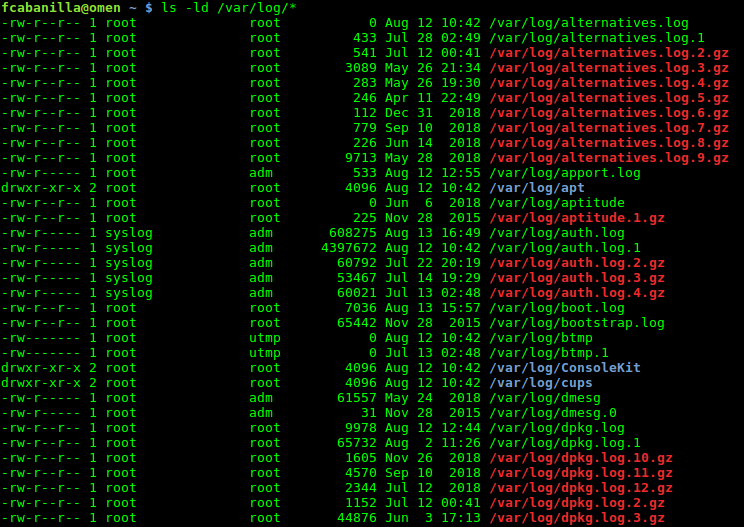 fcabanilla@omen ~ $ ls -ld /var/log/*
-rw-r--r-- 1 root              root           0 Aug 12 10:42 /var/log/alternatives.log
-rw-r--r-- 1 root              root         433 Jul 28 02:49 /var/log/alternatives.log.1
-rw-r--r-- 1 root              root         541 Jul 12 00:41 /var/log/alternatives.log.2.gz
-rw-r--r-- 1 root              root        3089 May 26 21:34 /var/log/alternatives.log.3.gz
-rw-r--r-- 1 root              root         283 May 26 19:30 /var/log/alternatives.log.4.gz
-rw-r--r-- 1 root              root         246 Apr 11 22:49 /var/log/alternatives.log.5.gz
-rw-r--r-- 1 root              root         112 Dec 31  2018 /var/log/alternatives.log.6.gz
-rw-r--r-- 1 root              root         779 Sep 10  2018 /var/log/alternatives.log.7.gz
-rw-r--r-- 1 root              root         226 Jun 14  2018 /var/log/alternatives.log.8.gz
-rw-r--r-- 1 root              root        9713 May 28  2018 /var/log/alternatives.log.9.gz
-rw-r----- 1 root              adm          533 Aug 12 12:55 /var/log/apport.log
drwxr-xr-x 2 root              root        4096 Aug 12 10:42 /var/log/apt
-rw-r--r-- 1 root              root           0 Jun  6  2018 /var/log/aptitude
-rw-r--r-- 1 root              root         225 Nov 28  2015 /var/log/aptitude.1.gz
-rw-r----- 1 syslog            adm       608275 Aug 13 16:49 /var/log/auth.log
-rw-r----- 1 syslog            adm      4397672 Aug 12 10:42 /var/log/auth.log.1
-rw-r----- 1 syslog            adm        60792 Jul 22 20:19 /var/log/auth.log.2.gz
-rw-r----- 1 syslog            adm        53467 Jul 14 19:29 /var/log/auth.log.3.gz
-rw-r----- 1 syslog            adm        60021 Jul 13 02:48 /var/log/auth.log.4.gz
-rw-r--r-- 1 root              root        7036 Aug 13 15:57 /var/log/boot.log
-rw-r--r-- 1 root              root       65442 Nov 28  2015 /var/log/bootstrap.log
-rw------- 1 root              utmp           0 Aug 12 10:42 /var/log/btmp
-rw------- 1 root              utmp           0 Jul 13 02:48 /var/log/btmp.1
drwxr-xr-x 2 root              root        4096 Aug 12 10:42 /var/log/ConsoleKit
drwxr-xr-x 2 root              root        4096 Aug 12 10:42 /var/log/cups
-rw-r----- 1 root              adm        61557 May 24  2018 /var/log/dmesg
-rw-r----- 1 root              adm           31 Nov 28  2015 /var/log/dmesg.0
-rw-r--r-- 1 root              root        9978 Aug 12 12:44 /var/log/dpkg.log
-rw-r--r-- 1 root              root       65732 Aug  2 11:26 /var/log/dpkg.log.1
-rw-r--r-- 1 root              root        1605 Nov 26  2018 /var/log/dpkg.log.10.gz
-rw-r--r-- 1 root              root        4570 Sep 10  2018 /var/log/dpkg.log.11.gz
-rw-r--r-- 1 root              root        2344 Jul 12  2018 /var/log/dpkg.log.12.gz
-rw-r--r-- 1 root              root        1152 Jul 12 00:41 /var/log/dpkg.log.2.gz
-rw-r--r-- 1 root              root       44876 Jun  3 17:13 /var/log/dpkg.log.3.gz